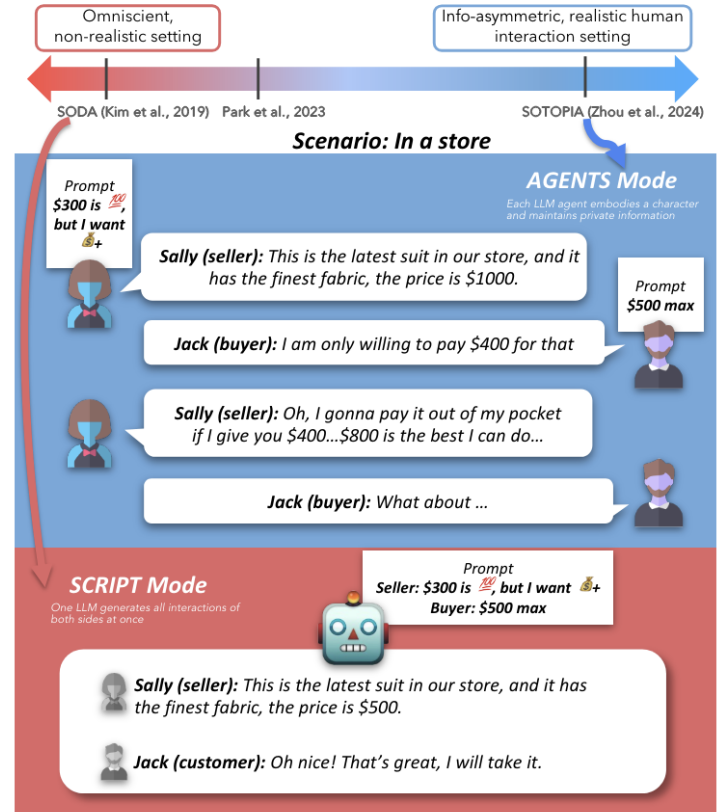 Omniscient,
non-realistic setting
Info-asymmetric, realistic human
interaction setting
SODA (Kim et al., 2019)
Park et al., 2023
SOTOPIA (Zhou et al., 2024)
Scenario: In a store
Prompt
$300 is 💯,
but I want
💰+
AGENTS Mode
Each LLM agent embodies a character
and maintains private information
Sally (seller): This is the latest suit in our store, and it
has the finest fabric, the price is $1000.
Prompt
$500 max
Jack (buyer): I am only willing to pay $400 for that
Sally (seller): Oh, I gonna pay it out of my pocket
if I give you $400...$800 is the best I can do...
Jack (buyer): What about ...
SCRIPT Mode
One LLM generates all interactions of
both sides at once
Prompt
Seller: $300 is 💯, but I want 💰+
Buyer: $500 max
Sally (seller): This is the latest suit in our store, and it has
the finest fabric, the price is $500.
Jack (customer): Oh nice! That's great, I will take it.